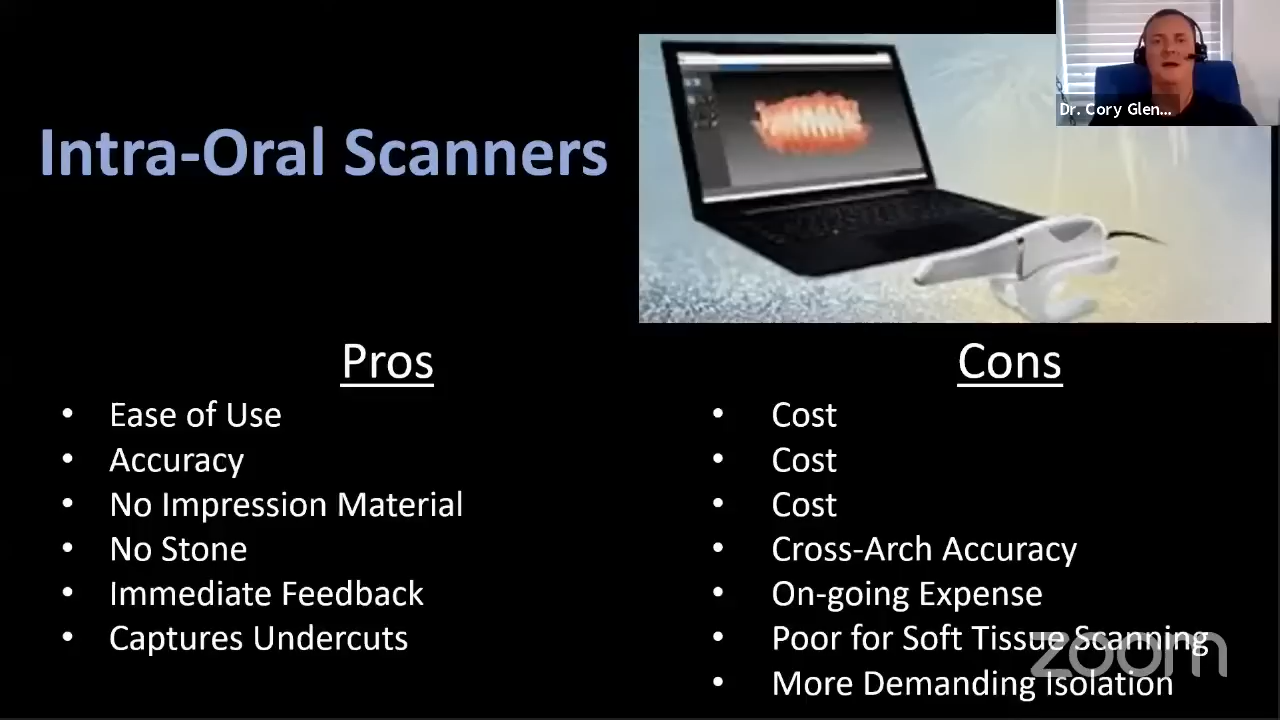 Dr. Cory Glen...
Intra-Oral Scanners
Pros
• Ease of Use
• Accuracy
• No Impression Material
• No Stone
• Immediate Feedback
• Captures Undercuts
Cons
• Cost
• Cost
• Cost
• Cross-Arch Accuracy
• On-going Expense
• Poor for Soft Tissue Scanning
• More Demanding Isolation
zoom